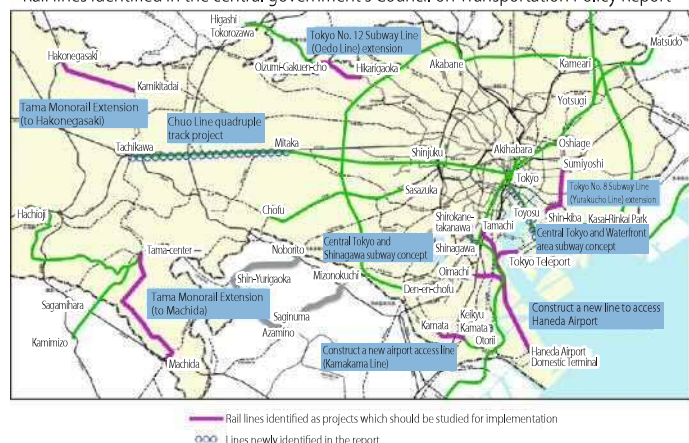 Rail lines identified in the central government's Council on Transportation Policy Report
Higashi
Tokorozawa
Tokyo No. 12 Subway Line
(Oedo Line) extension
Matsudo
Hakonegasaki
Oizumi-Gakuen-cho
Hikarigaoka
Akabane
Kameari
Kamikitadai
Yotsugi
Tama Monorail Extension
(to Hakonegasaki)
Chuo Line quadruple
track project
Tachikawa
Mitaka
Shinjuku
Akihabara
Oshiage
Sumiyoshi
Tokyo
Sasazuka
Tokyo No. 8 Subway Line
(Yurakucho Line) extension
Hachioji
Chofu
Shirokane-
takanawa
Tamachi
Toyosu
Shin-kiba
Kasai-Rinkai Park
Tama-center
Noborito
Central Tokyo and
Shinagawa subway concept
Shinagawa
Central Tokyo and Waterfront
area subway concept
Tokyo Teleport
Shin-Yurigaoka
Mizonokuchi
Oimachi
Den-en-chofu
Sagamihara
Tama Monorail Extension
(to Machida)
Saginuma
Azamino
Construct a new line to access
Haneda Airport
Kamimizo
Kamata
Keikyu
Kamata
Otorii
Machida
Construct a new airport access line
(Kamakama Line)
Haneda Airport
Domestic Terminal
Rail lines identified as projects which should be studied for implementation
Lines newly identified in the report